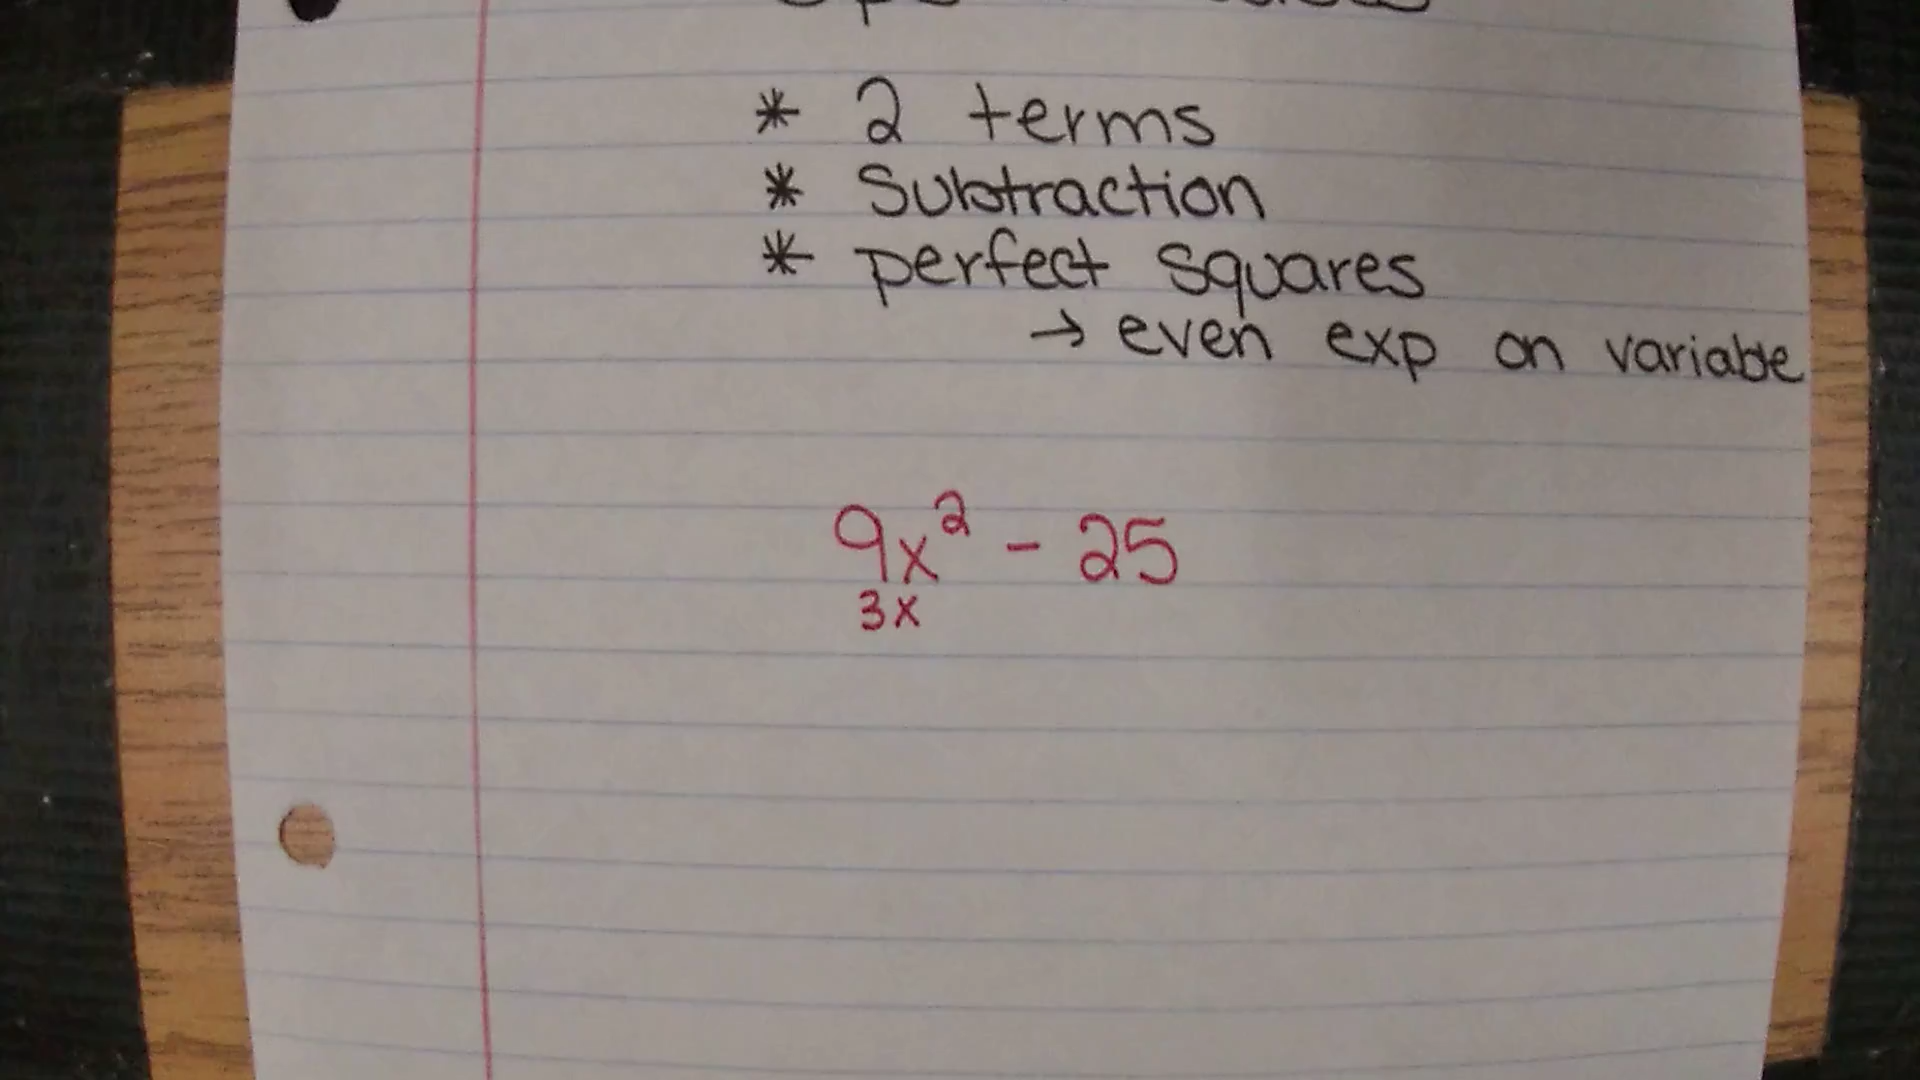 * 2 terms
* Subtraction
* perfect squares
→ even exp on variable
9x² - 25
3x